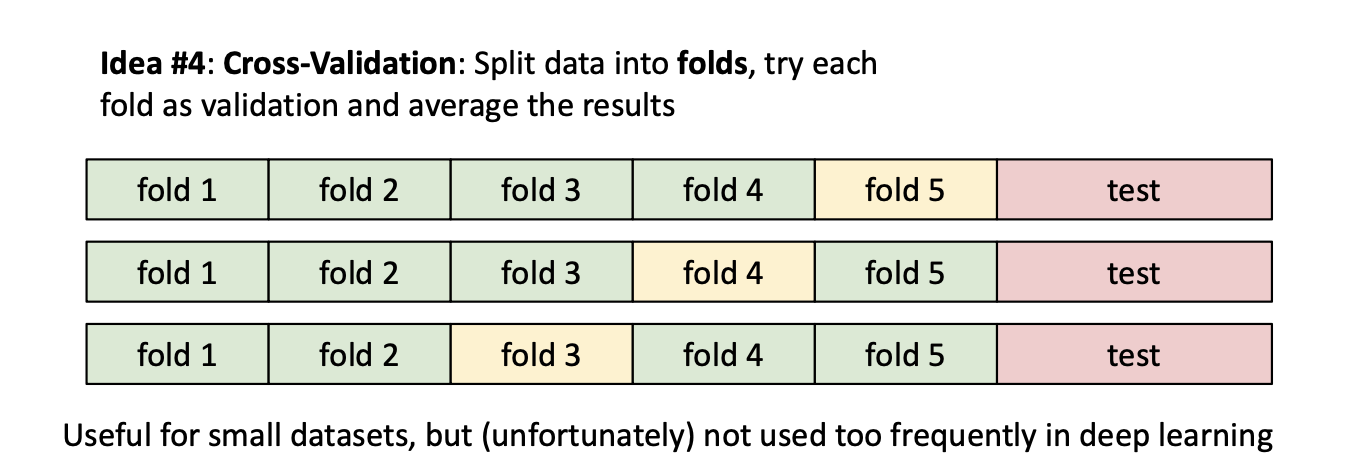 Idea #4: Cross-Validation: Split data into folds, try each
fold as validation and average the results
fold 1 fold 2 fold 3 fold 4 fold 5 test
fold 1 fold 2 fold 3 fold 4 fold 5 test
fold 1 fold 2 fold 3 fold 4 fold 5 test
Useful for small datasets, but (unfortunately) not used too frequently in deep learning